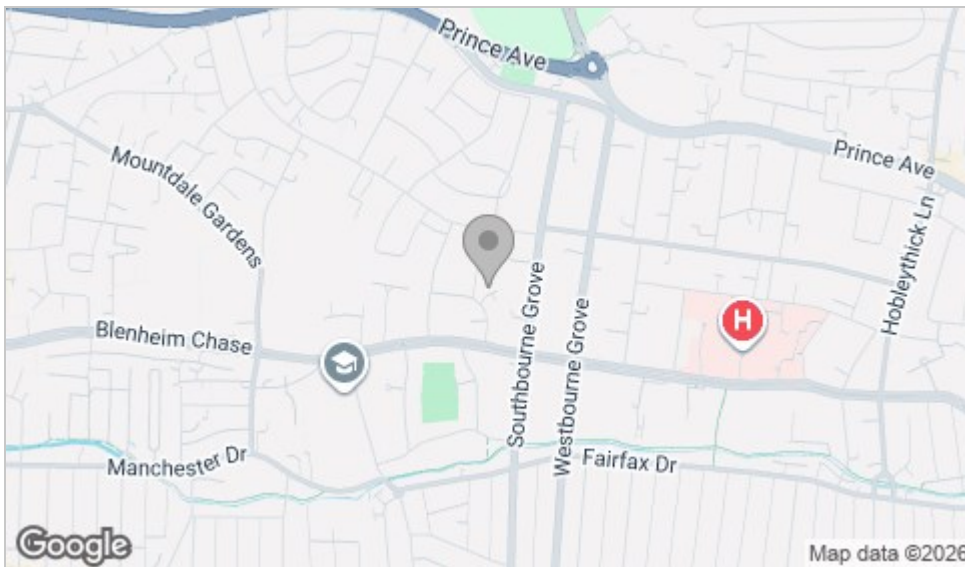 Prince Ave
Prince Ave
Mountdale Gardens
Hobleythick Ln
Southbourne Grove
Westbourne Grove
Blenheim Chase
H
Manchester Dr
Fairfax Dr
Google
Map data ©2026